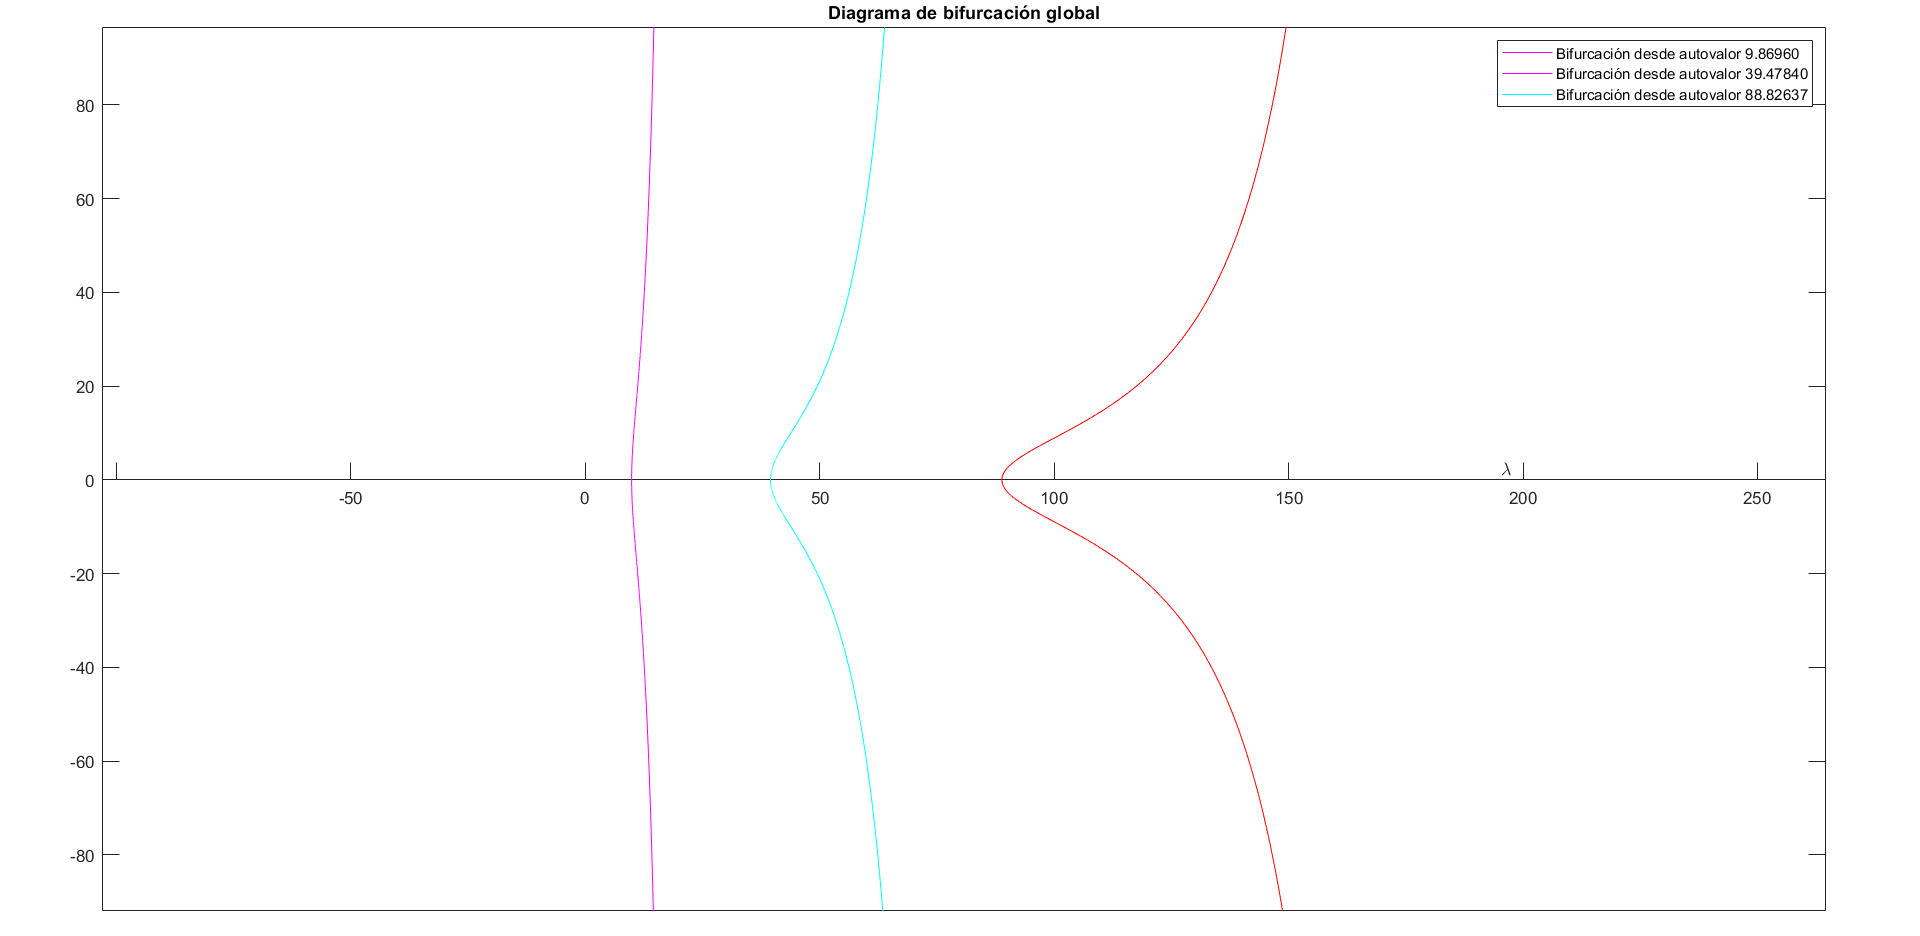 Diagrama de bifurcación global
Bifurcación desde autovalor 9.86960
Bifurcación desde autovalor 39.47840
Bifurcación desde autovalor 88.82637
80
60
40
20
0
-20
-40
-60
-80
λ
-50 0 50 100 150 200 250